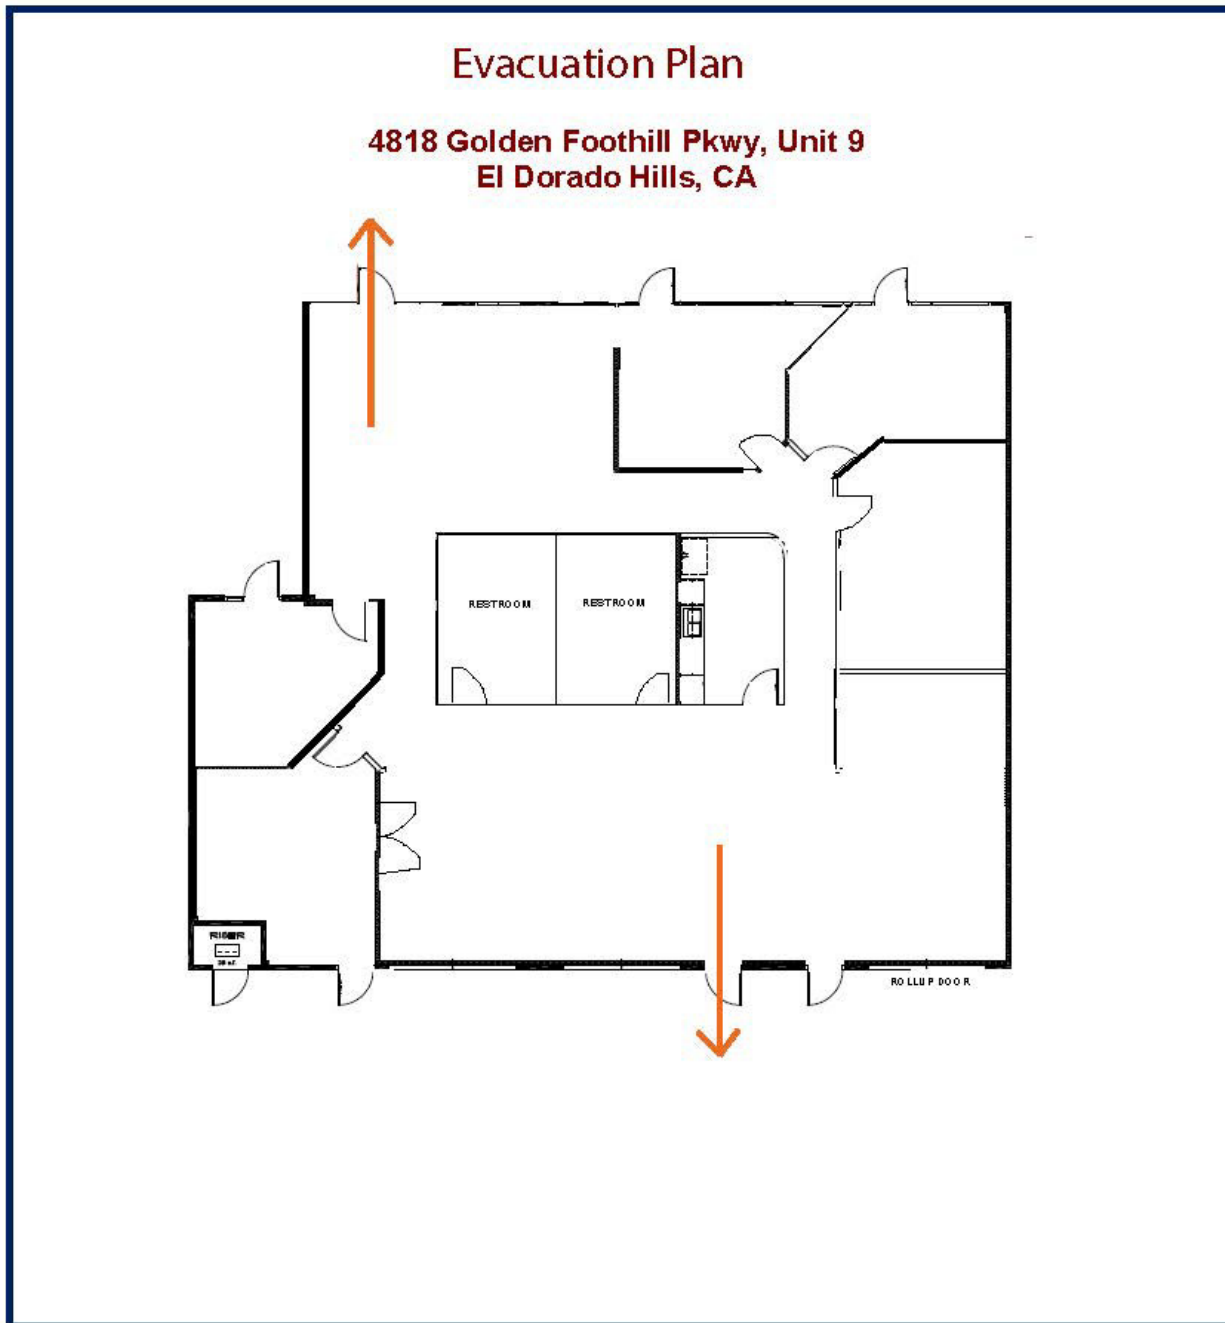 Evacuation Plan
4818 Golden Foothill Pkwy, Unit 9
El Dorado Hills, CA
RESTROOM
RESTROOM
RISER
ROLLUP DOOR